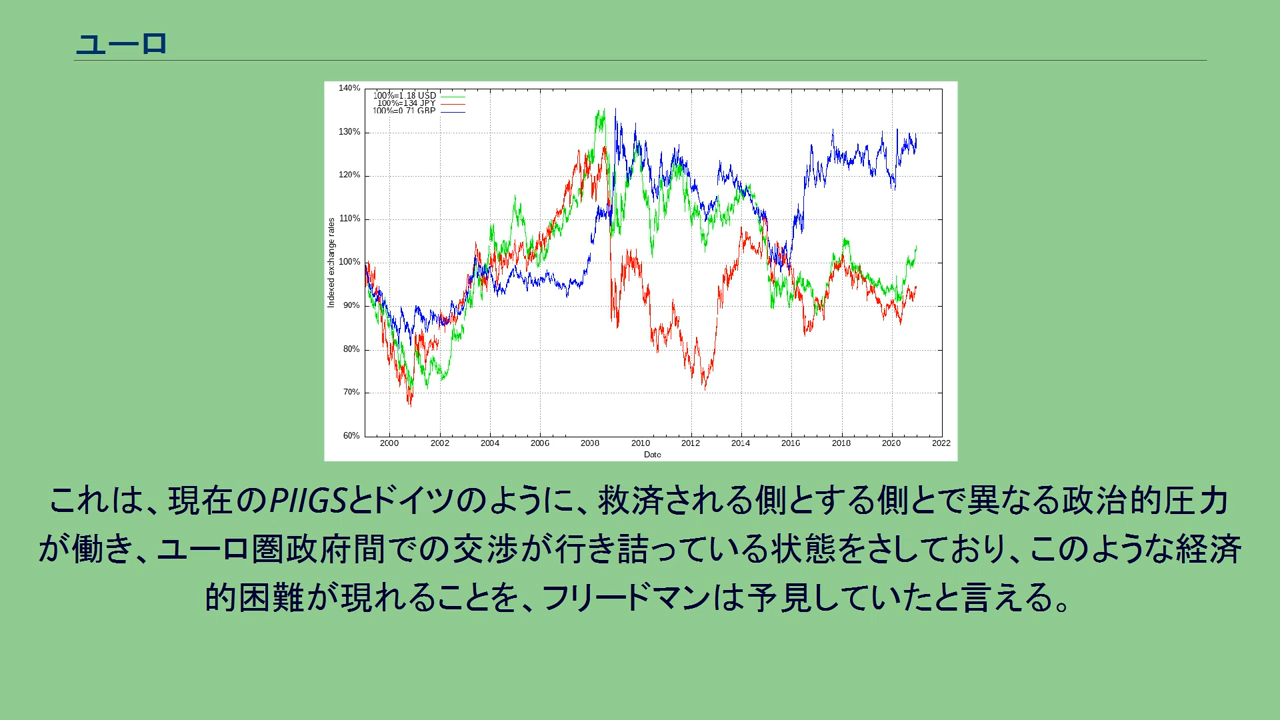 ユーロ
140%
130%
120%
110%
100%
90%
80%
70%
60%
100%=1.18 USD
100%=134 JPY
100%=0.71 GBP
Indexed exchange rates
2000 2002 2004 2006 2008 2010 2012 2014 2016 2018 2020 2022
Date
これは、現在のPIIGSとドイツのように、救済される側とする側とで異なる政治的圧力
が働き、ユーロ圏政府間での交渉が行き詰っている状態をさしており、このような経済
的困難が現れることを、フリードマンは予見していたと言える。